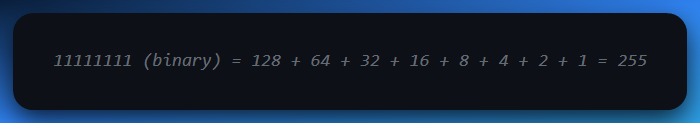 11111111 (binary) = 128 + 64 + 32 + 16 + 8 + 4 + 2 + 1 = 255